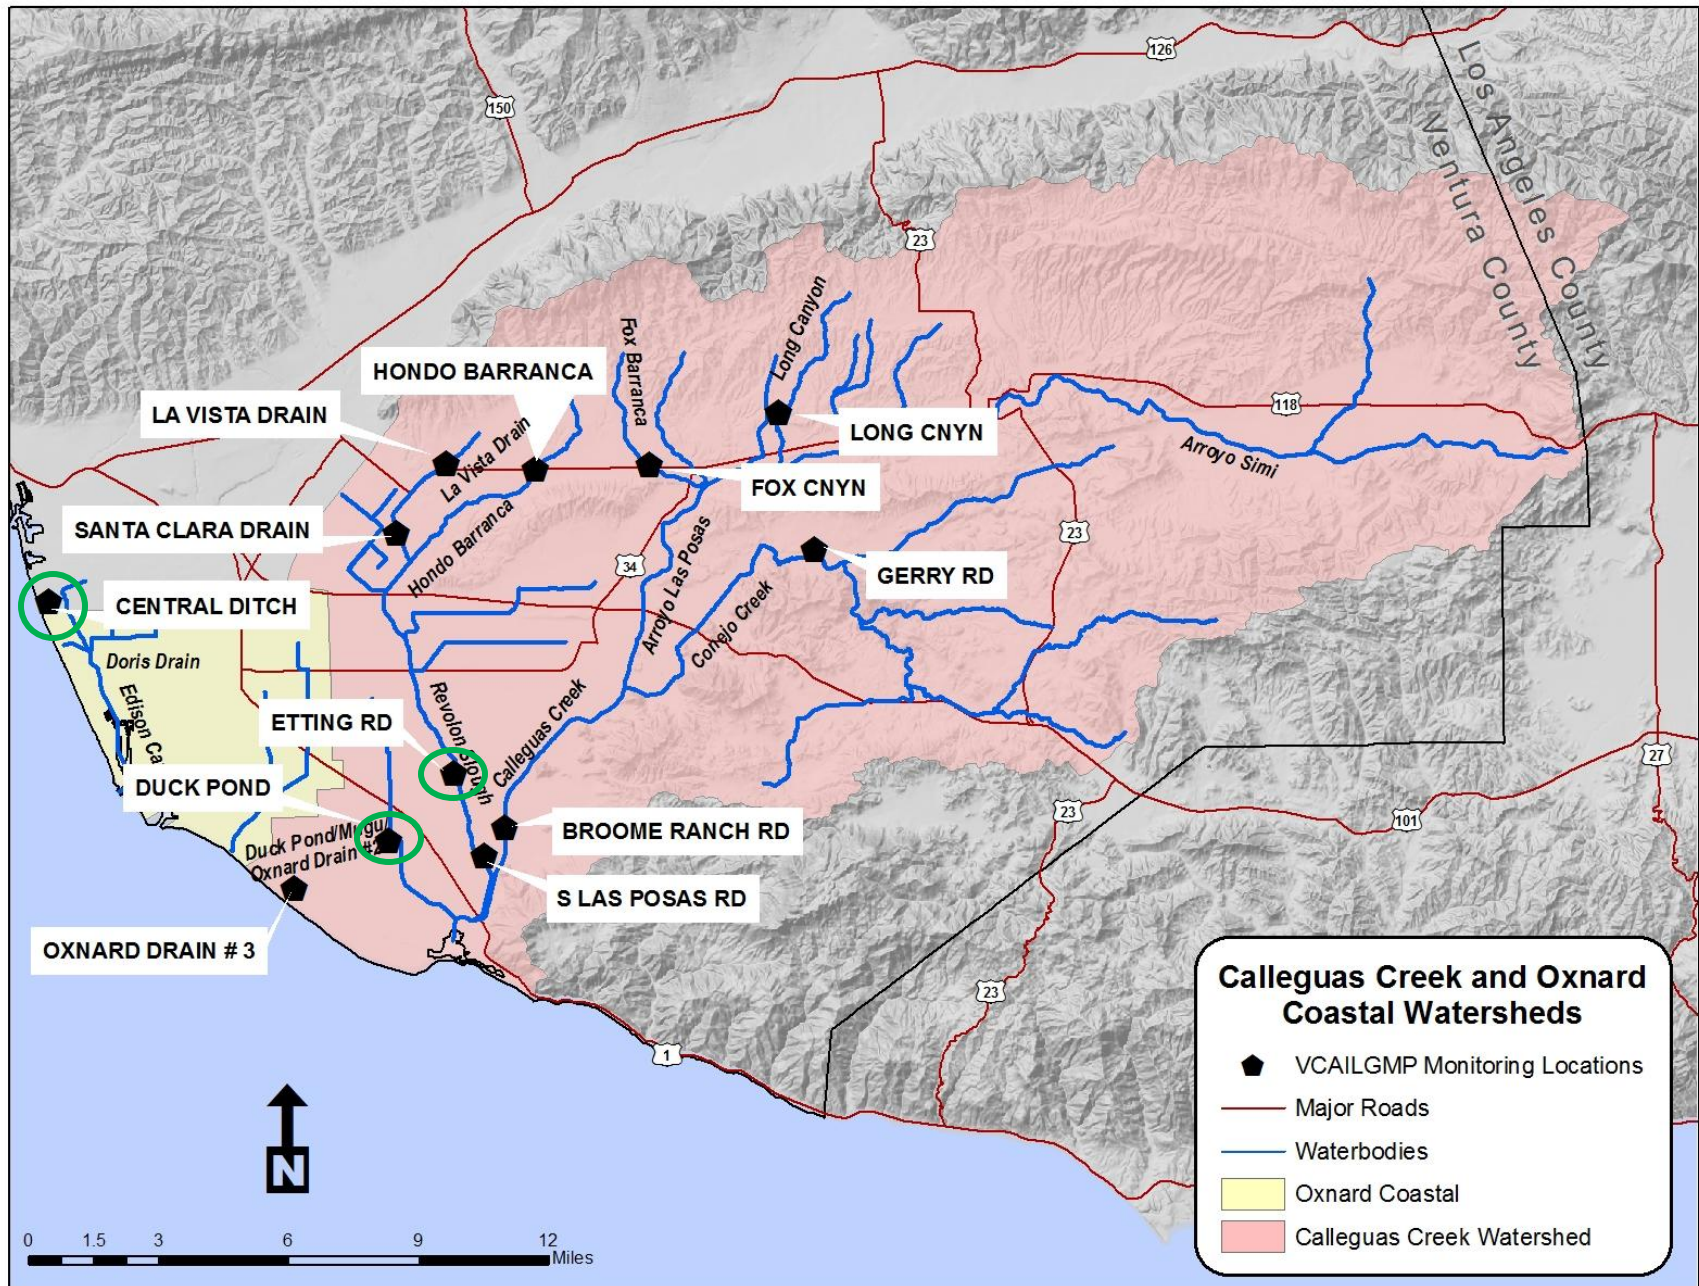 126
150
Los Angeles County
Ventura County
23
Long Canyon
Fox Barranca
HONDO BARRANCA
LA VISTA DRAIN
118
LONG CNYN
La Vista Drain
Arroyo Simi
FOX CNYN
SANTA CLARA DRAIN
Hondo Barranca
23
34
Arroyo Las Posas
GERRY RD
CENTRAL DITCH
Conejo Creek
Doris Drain
Edison Ca
Revolon Slough
Calleguas Creek
ETTING RD
27
DUCK POND
23
101
BROOME RANCH RD
Duck Pond/Mugu/
Oxnard Drain #2
S LAS POSAS RD
OXNARD DRAIN # 3
23
1
Calleguas Creek and Oxnard
Coastal Watersheds
VCAILGMP Monitoring Locations
Major Roads
Waterbodies
Oxnard Coastal
Calleguas Creek Watershed
N
0 1.5 3 6 9 12
Miles